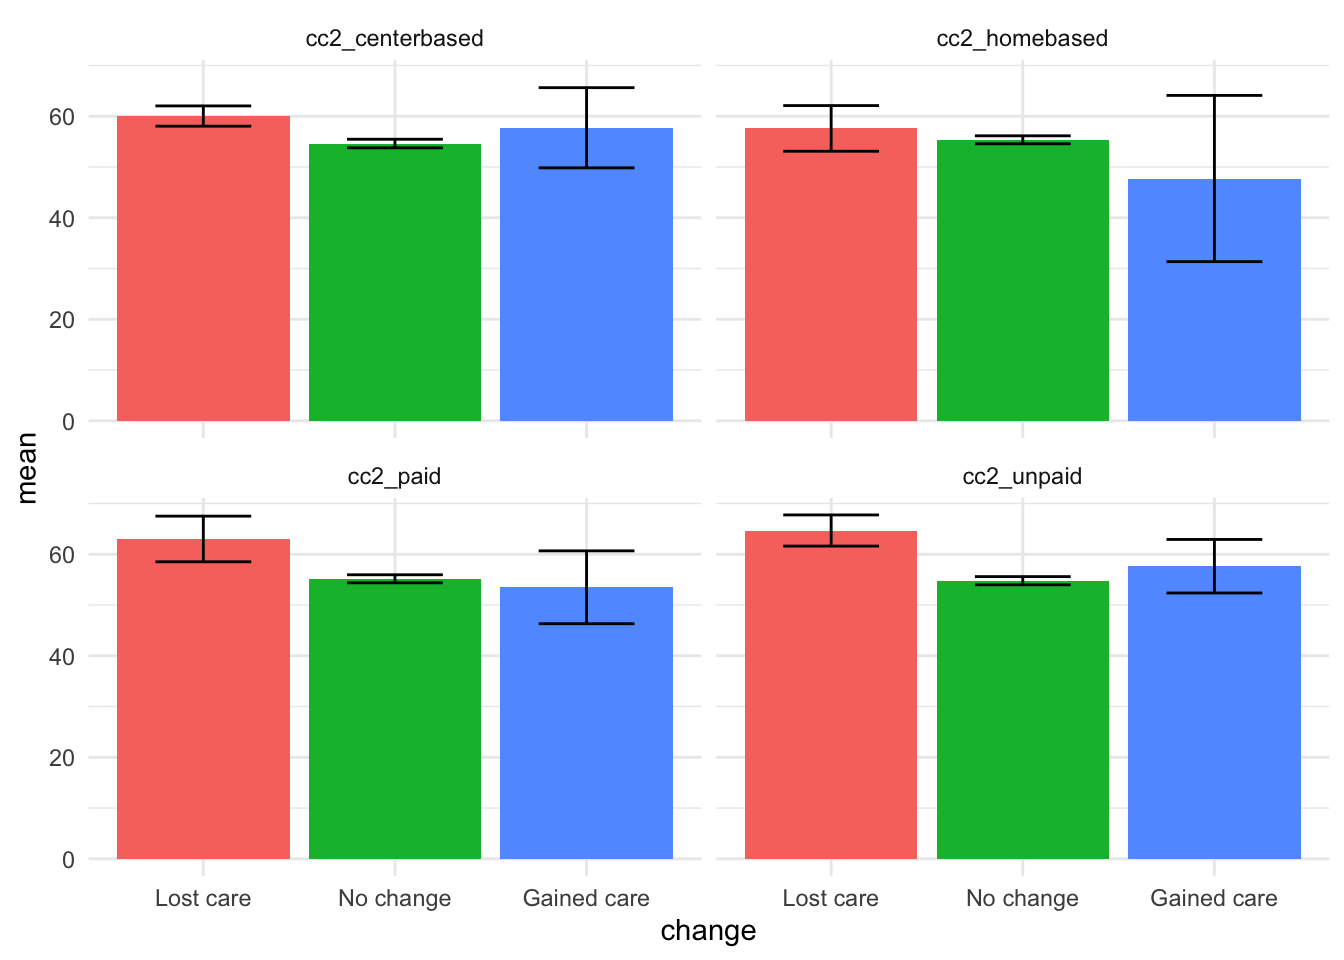 cc2_centerbased
cc2_homebased
60
40
20
0
mean
cc2_paid
cc2_unpaid
60
40
20
0
Lost care
No change
Gained care
Lost care
No change
Gained care
change